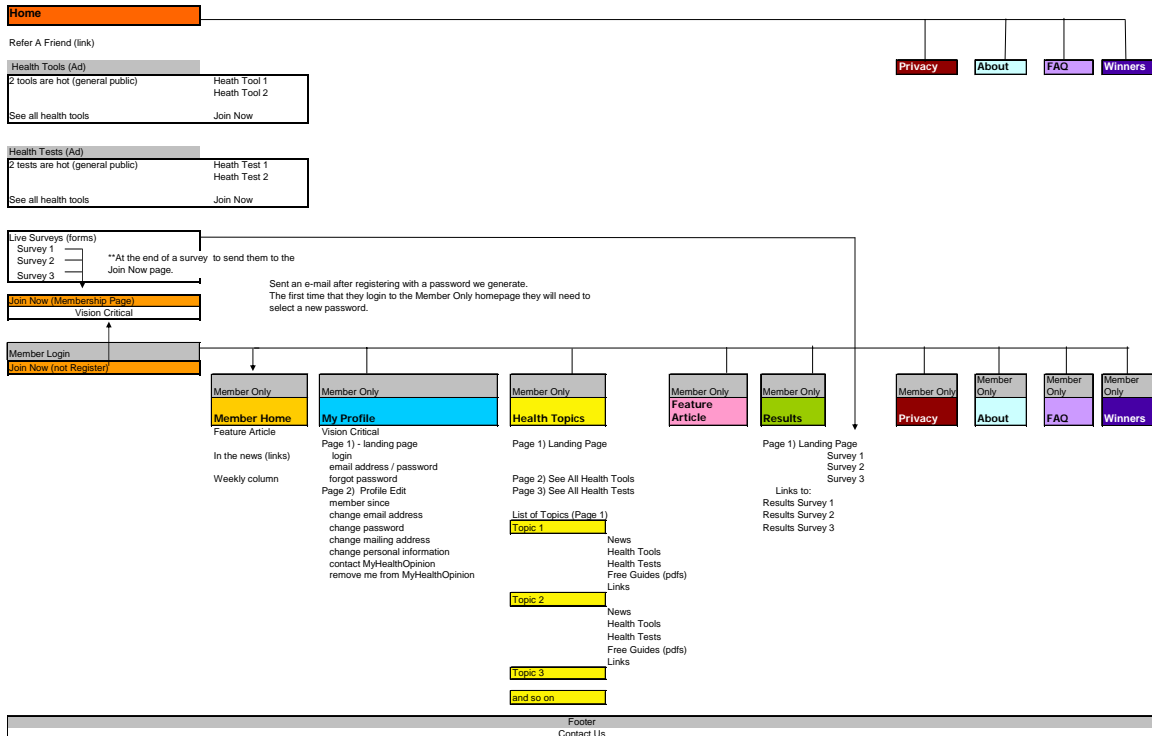 Home
Refer A Friend (link)
Health Tools (Ad)
Privacy
About
FAQ
Winners
2 tools are hot (general public)
Heath Tool 1
Heath Tool 2
See all health tools
Join Now
Health Tests (Ad)
2 tests are hot (general public)
Heath Test 1
Heath Test 2
See all health tools
Join Now
Live Surveys (forms)
Survey 1
Survey 2
Survey 3
**At the end of a survey to send them to the
Join Now page.
Sent an e-mail after registering with a password we generate.
The first time that they login to the Member Only homepage they will need to
select a new password.
Join Now (Membership Page)
Vision Critical
Member Login
Join Now (not Register)
Member Only
Member Home
Feature Article
In the news (links)
Weekly column
Member Only
My Profile
Vision Critical
Page 1) - landing page
login
email address / password
forgot password
Page 2) Profile Edit
member since
change email address
change password
change mailing address
change personal information
contact MyHealthOpinion
remove me from MyHealthOpinion
Member Only
Health Topics
Page 1) Landing Page
Page 2) See All Health Tools
Page 3) See All Health Tests
List of Topics (Page 1)
Topic 1
News
Health Tools
Health Tests
Free Guides (pdfs)
Links
Topic 2
News
Health Tools
Health Tests
Free Guides (pdfs)
Links
Topic 3
and so on
Member Only
Feature
Article
Member Only
Results
Page 1) Landing Page
Survey 1
Survey 2
Survey 3
Links to:
Results Survey 1
Results Survey 2
Results Survey 3
Member Only
Privacy
Member
Only
About
Member
Only
FAQ
Member
Only
Winners
Footer
Contact Us